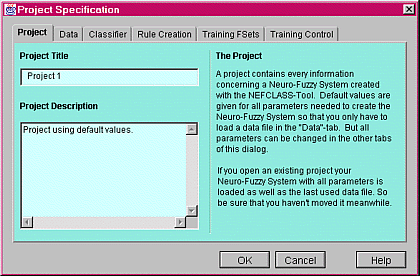 Project Specification
Project Data Classifier Rule Creation Training FSets Training Control
Project Title
Project 1
Project Description
Project using default values.
The Project
A project contains every information
concerning a Neuro-Fuzzy System created
with the NEFCLASS-Tool. Default values are
given for all parameters needed to create the
Neuro-Fuzzy System so that you only have to
load a data file in the "Data"-tab. But all
parameters can be changed in the other tabs
of this dialog.
If you open an existing project your
Neuro-Fuzzy System with all parameters is
loaded as well as the last used data file. So
be sure that you haven't moved it meanwhile.
OK Cancel Help